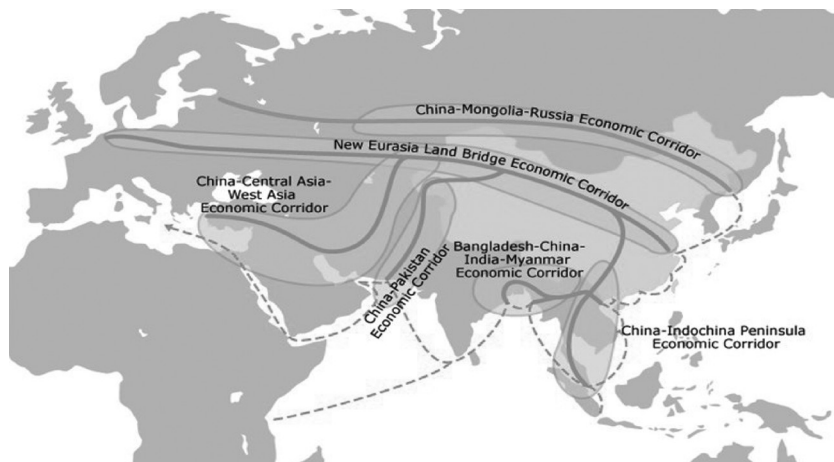 China-Mongolia-Russia Economic Corridor
New Eurasia Land Bridge Economic Corridor
China-Central Asia-
West Asia
Economic Corridor
Bangladesh-China-
India-Myanmar
Economic Corridor
China-Pakistan
Economic Corridor
China-Indochina Peninsula
Economic Corridor